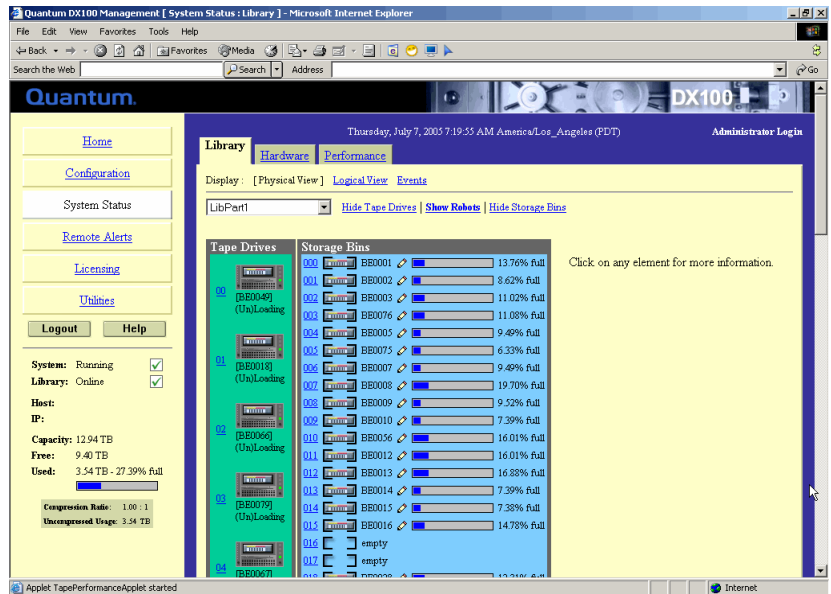 Quantum DX100 Management [ System Status : Library ] - Microsoft Internet Explorer
File Edit View Favorites Tools Help
Back Favorites Media
Search the Web Search Address Go
Quantum. DX100
Home
Configuration
System Status
Remote Alerts
Licensing
Utilities
Logout Help
System: Running
Library: Online
Host:
IP:
Capacity: 12.94 TB
Free: 9.40 TB
Used: 3.54 TB - 27.39% full
Compression Ratio: 1.00 : 1
Uncompressed Usage: 3.54 TB
Thursday, July 7, 2005 7:19:55 AM America/Los_Angeles (PDT) Administrator Login
Library Hardware Performance
Display : [Physical View ] Logical View Events
LibPart1 Hide Tape Drives | Show Robots | Hide Storage Bins
Tape Drives
00
[BE0049]
(Un)Loading
01
[BE0018]
(Un)Loading
02
[BE0066]
(Un)Loading
03
[BE0079]
(Un)Loading
04
[BE0067]
Storage Bins
000 BE0001 13.76% full
001 BE0002 8.62% full
002 BE0003 11.02% full
003 BE0076 11.08% full
004 BE0005 9.49% full
005 BE0075 6.33% full
006 BE0007 9.49% full
007 BE0008 19.70% full
008 BE0009 9.52% full
009 BE0010 7.39% full
010 BE0056 16.01% full
011 BE0012 16.01% full
012 BE0013 16.88% full
013 BE0014 7.39% full
014 BE0015 7.38% full
015 BE0016 14.78% full
016 empty
017 empty
Click on any element for more information.
Applet TapePerformanceApplet started Internet